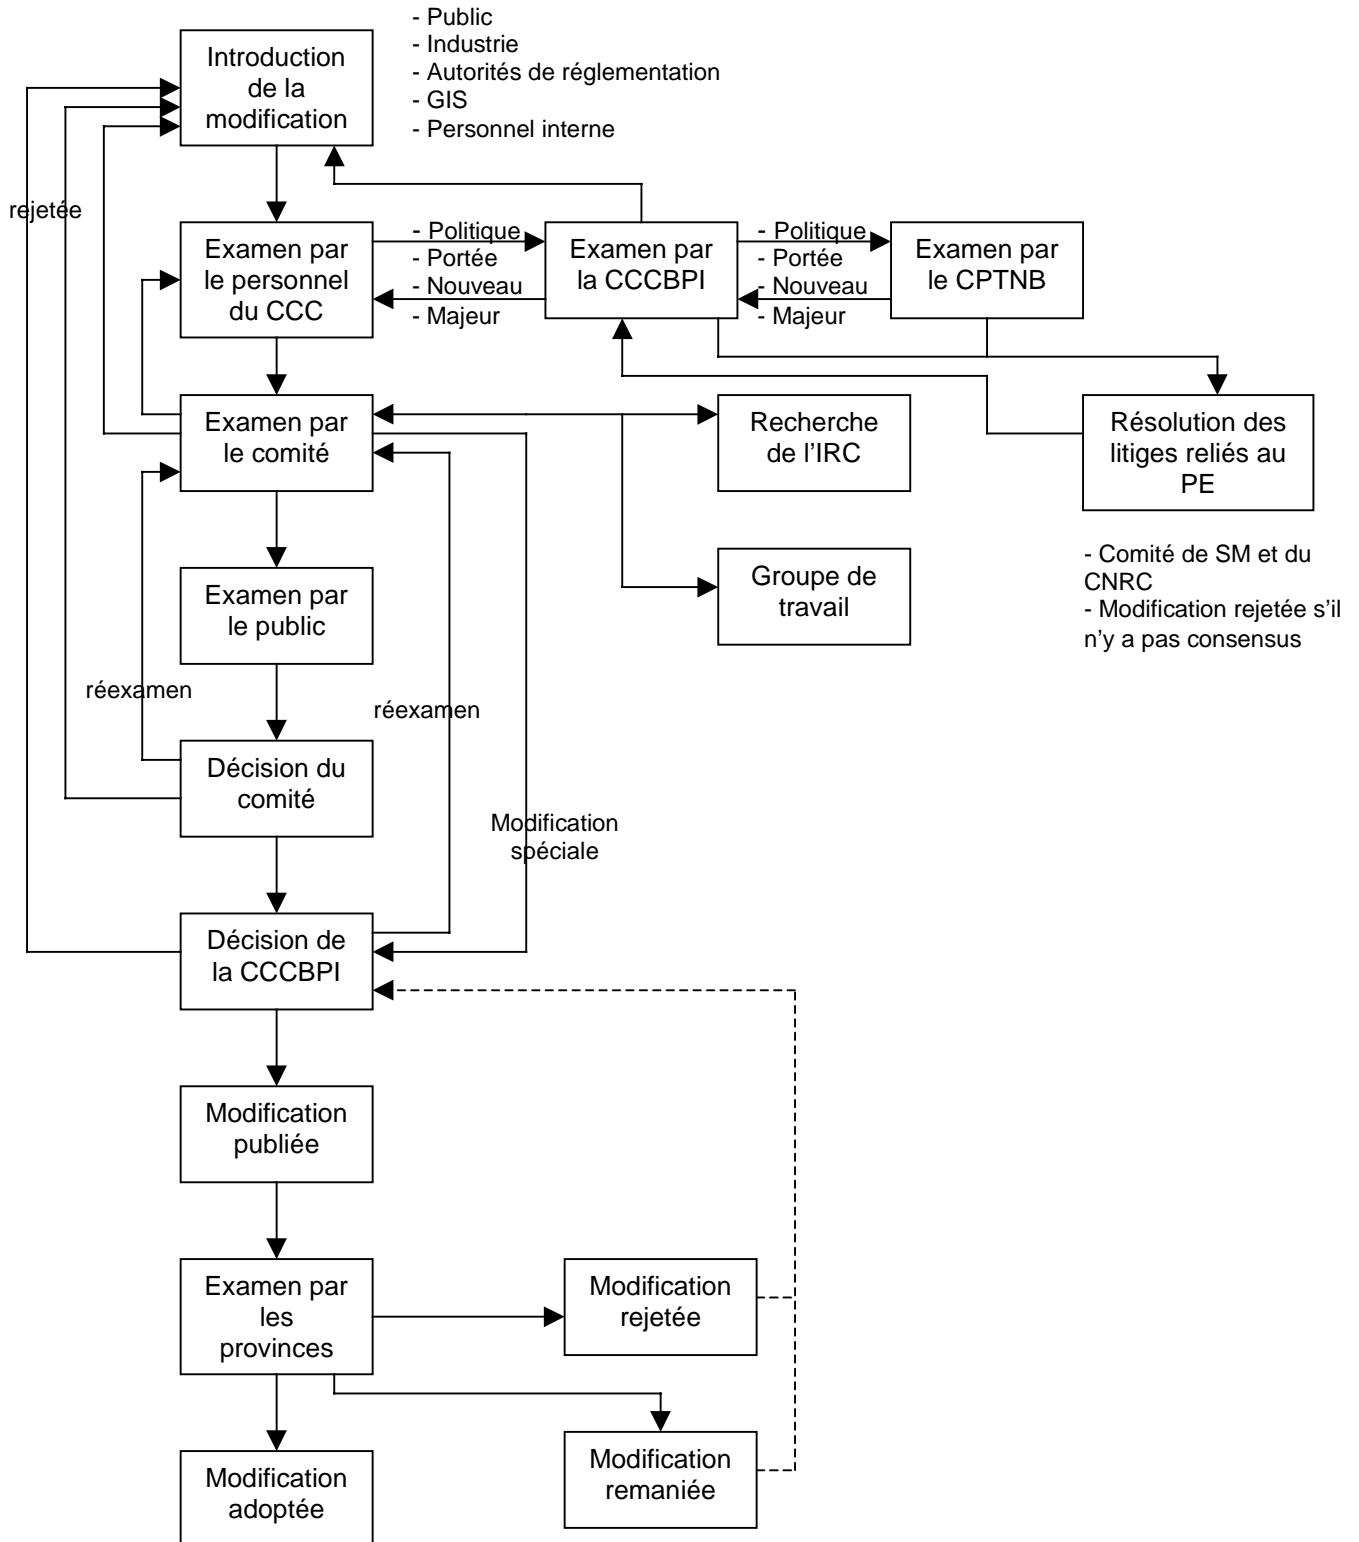 - Public
- Industrie
- Autorités de réglementation
- GIS
- Personnel interne
Introduction
de la
modification
rejetée
Examen par
le personnel
du CCC
- Politique
- Portée
- Nouveau
- Majeur
Examen par
la CCCBPI
- Politique
- Portée
- Nouveau
- Majeur
Examen par
le CPTNB
Examen par
le comité
Recherche
de l'IRC
Résolution des
litiges reliés au
PE
- Comité de SM et du
CNRC
- Modification rejetée s'il
n'y a pas consensus
Groupe de
travail
Examen par
le public
réexamen
réexamen
Décision du
comité
Modification
spéciale
Décision de
la CCCBPI
Modification
publiée
Examen par
les
provinces
Modification
rejetée
Modification
remaniée
Modification
adoptée